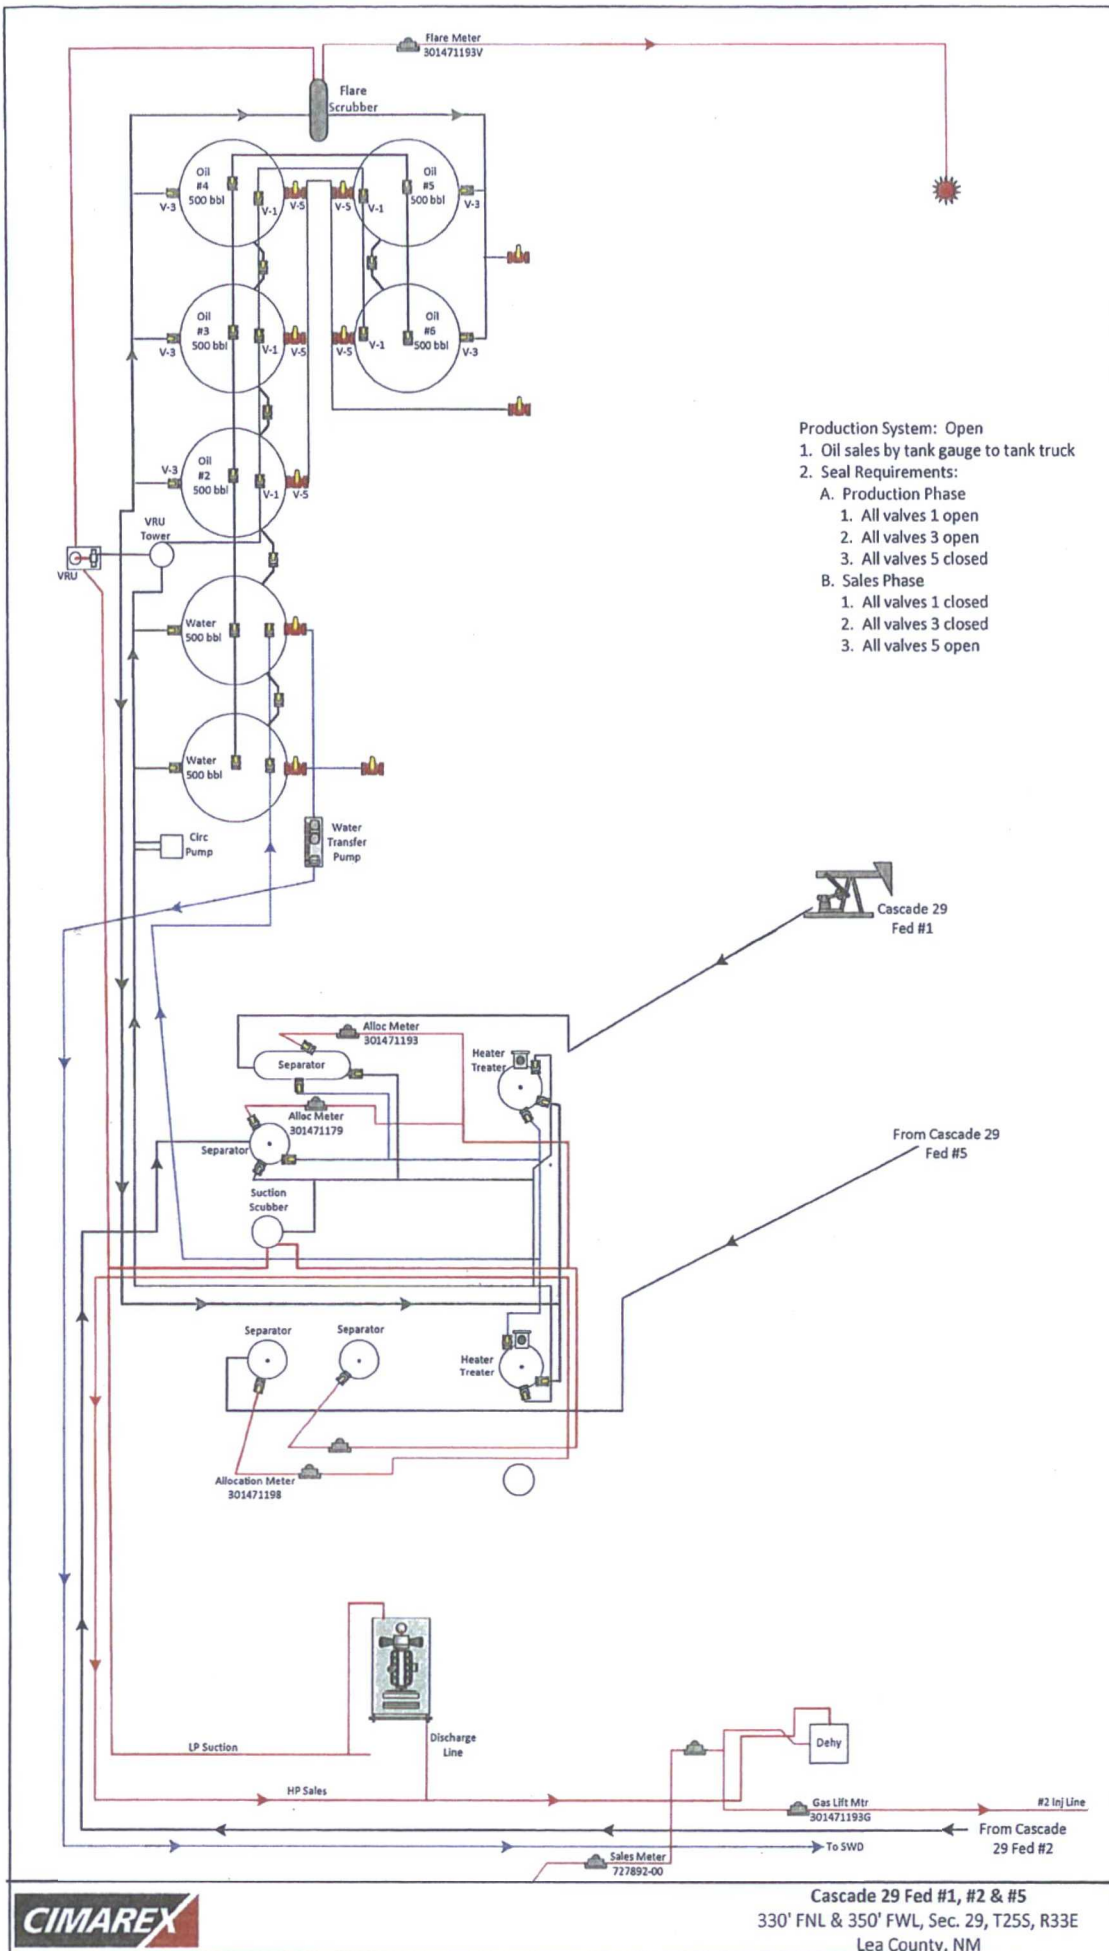 Flare Meter
301471193V
Flare
Scrubber
Oil
#4
500 bbl
V-3
V-1
V-5
V-5
V-1
Oil
#5
500 bbl
V-3
Oil
#3
500 bbl
V-3
V-1
V-5
V-5
V-1
Oil
#6
500 bbl
V-3
V-3
Oil
#2
500 bbl
V-1
V-5
Production System: Open
1. Oil sales by tank gauge to tank truck
2. Seal Requirements:
A. Production Phase
1. All valves 1 open
2. All valves 3 open
3. All valves 5 closed
B. Sales Phase
1. All valves 1 closed
2. All valves 3 closed
3. All valves 5 open
VRU
Tower
VRU
Water
500 bbl
Water
500 bbl
Circ
Pump
Water
Transfer
Pump
Cascade 29
Fed #1
Alloc Meter
301471193
Separator
Heater
Treater
Alloc Meter
301471179
Separator
From Cascade 29
Fed #5
Suction
Scubber
Separator
Separator
Heater
Treater
Allocation Meter
301471198
Discharge
Line
LP Suction
Dehy
HP Sales
Gas Lift Mtr
301471193G
#2 Inj Line
From Cascade
29 Fed #2
To SWD
Sales Meter
727892-00
CIMAREX
Cascade 29 Fed #1, #2 & #5
330' FNL & 350' FWL, Sec. 29, T25S, R33E
Lea County, NM